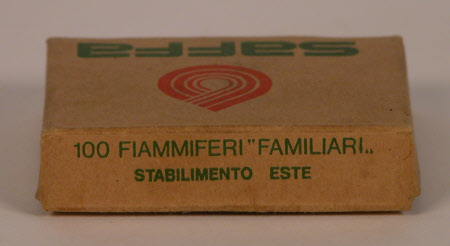 saffa
100 FIAMMIFERI "FAMILIARI"
STABILIMENTO ESTE